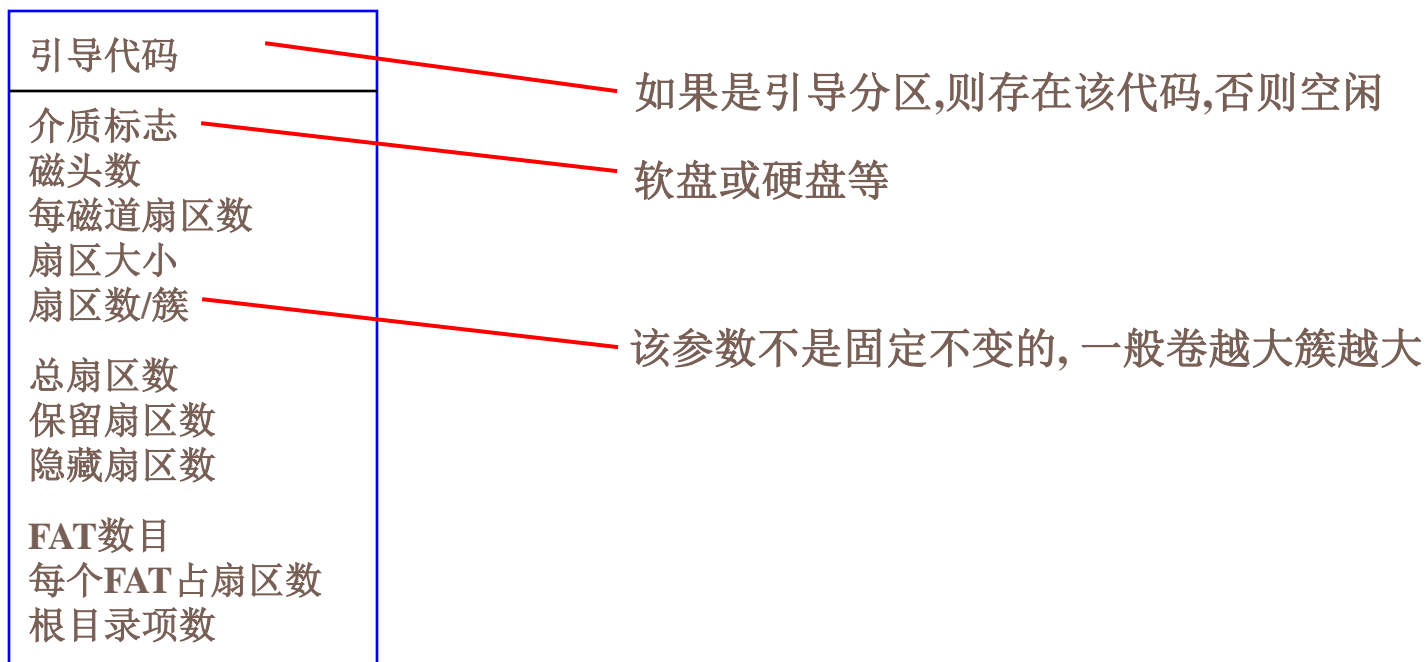 引导代码
如果是引导分区,则存在该代码,否则空闲
介质标志
软盘或硬盘等
磁头数
每磁道扇区数
扇区大小
扇区数/簇
该参数不是固定不变的, 一般卷越大簇越大
总扇区数
保留扇区数
隐藏扇区数
FAT数目
每个FAT占扇区数
根目录项数